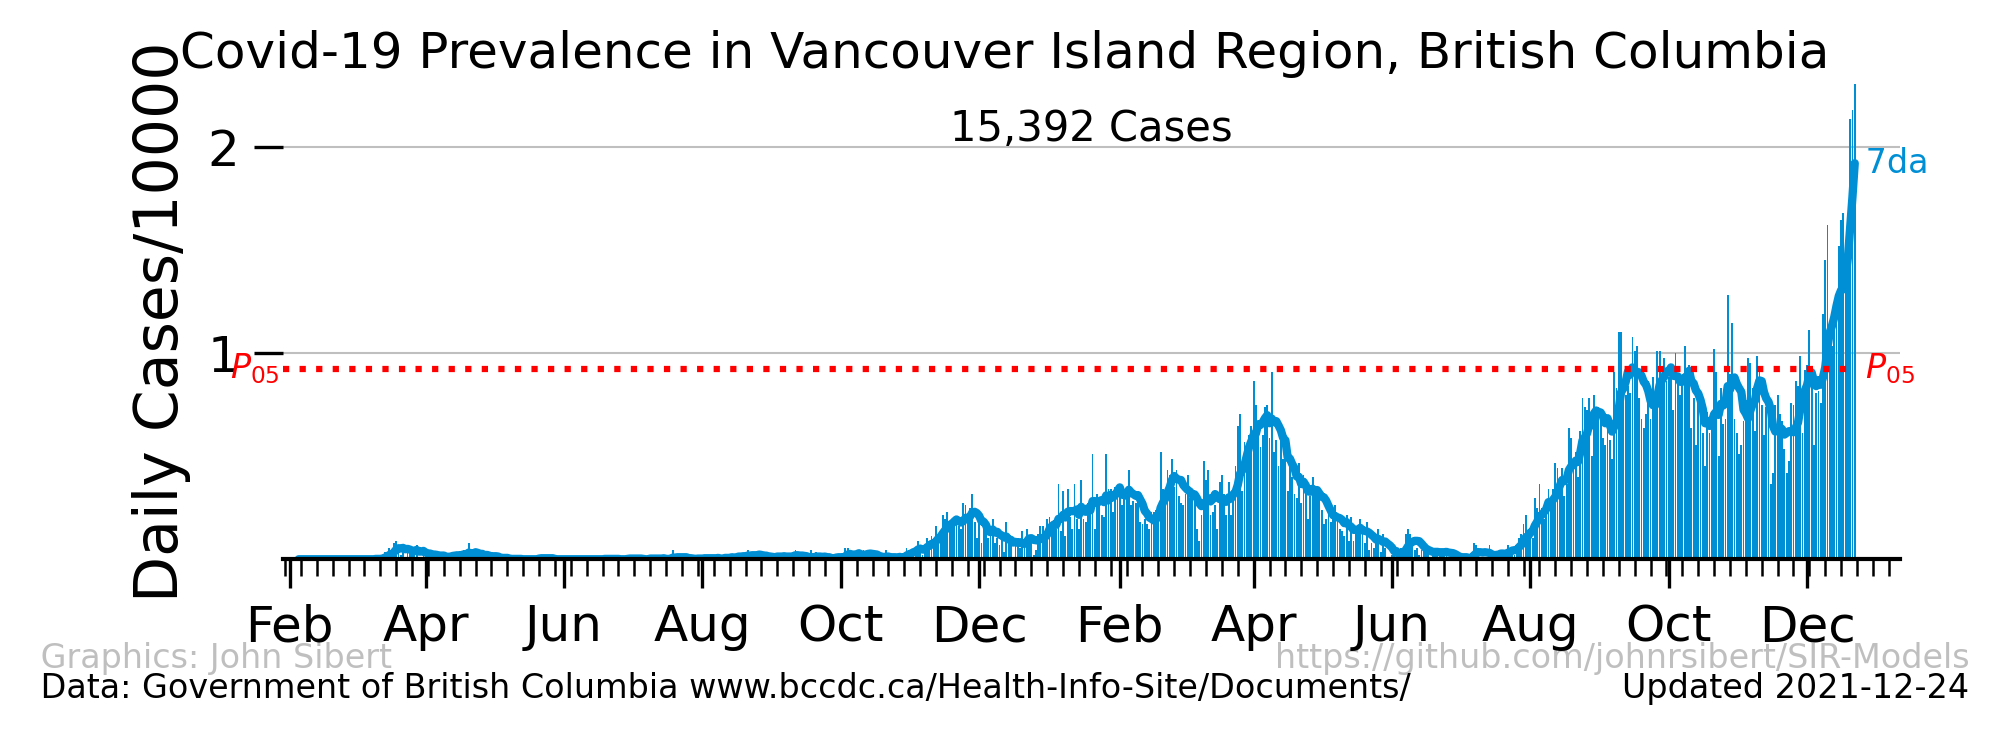 Covid-19 Prevalence in Vancouver Island Region, British Columbia
15,392 Cases
Daily Cases/10000
2
1
P05
7da
P05
Feb Apr Jun Aug Oct Dec Feb Apr Jun Aug Oct Dec
Graphics: John Sibert https://github.com/johnrsibert/SIR-Models
Data: Government of British Columbia www.bccdc.ca/Health-Info-Site/Documents/ Updated 2021-12-24